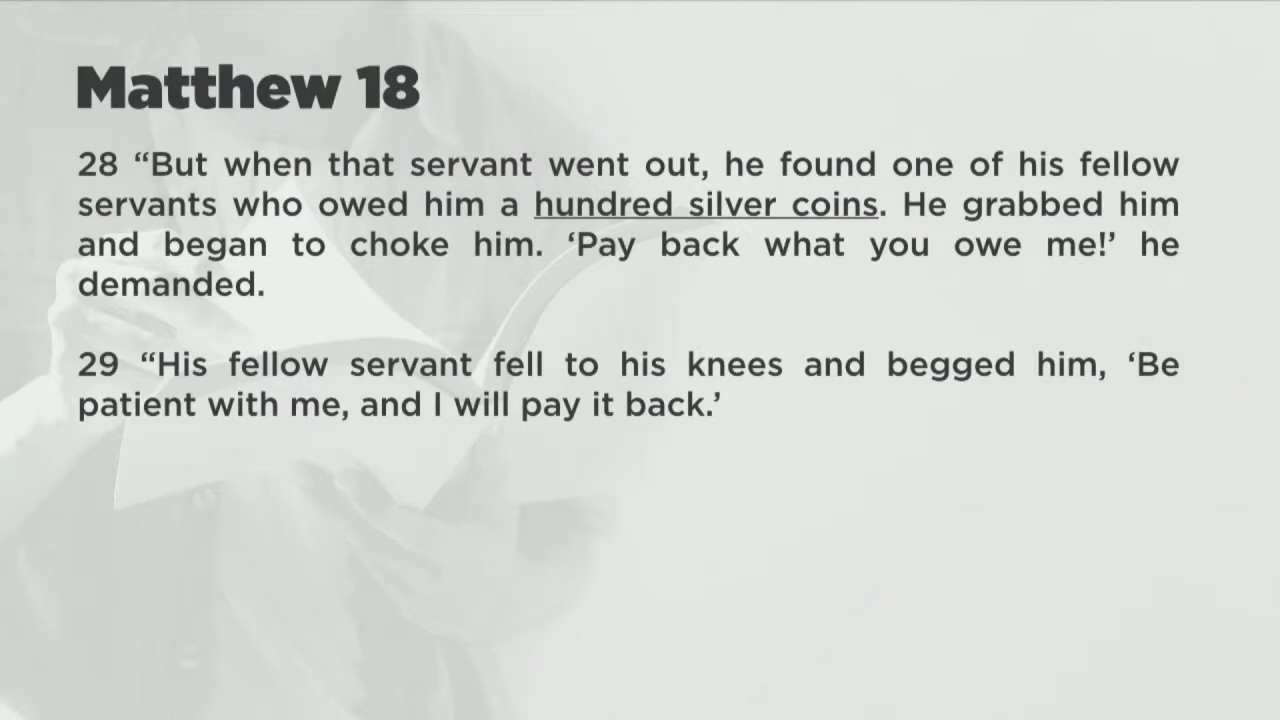 Matthew 18
28 “But when that servant went out, he found one of his fellow
servants who owed him a hundred silver coins. He grabbed him
and began to choke him. ‘Pay back what you owe me!’ he
demanded.
29 “His fellow servant fell to his knees and begged him, ‘Be
patient with me, and I will pay it back.’